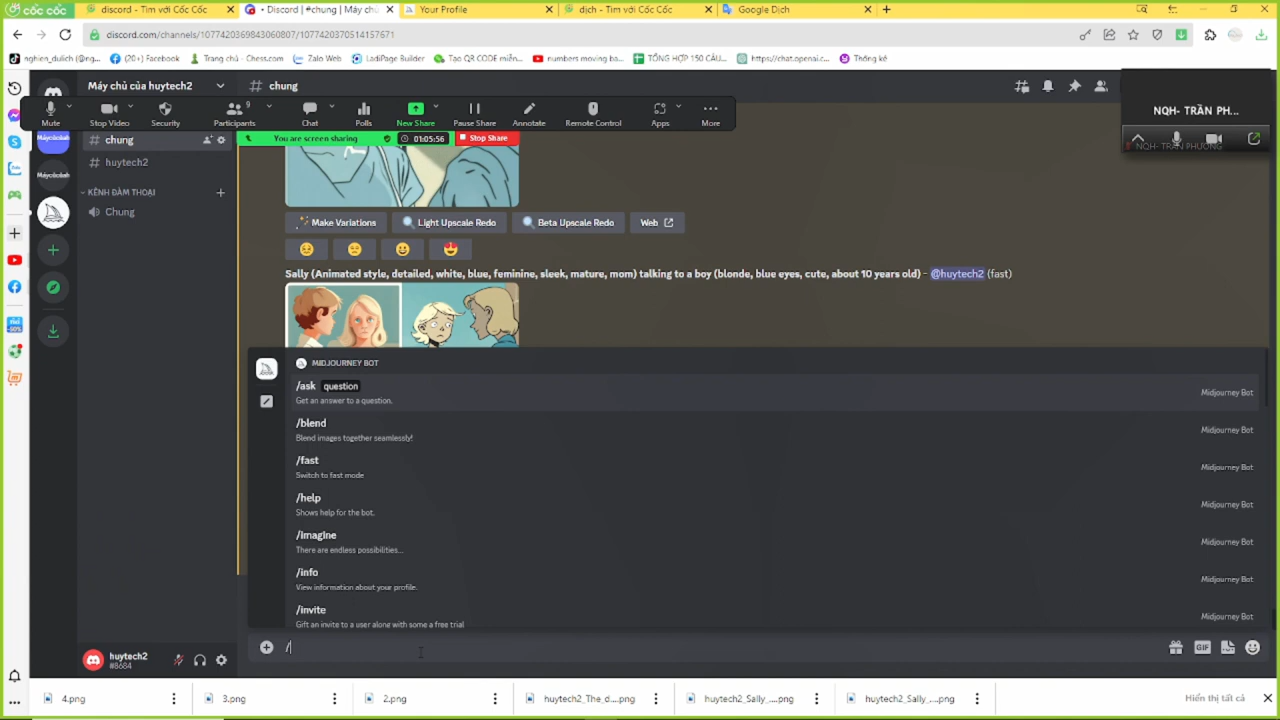 cốc cốc
discord - Tìm với Cốc Cốc
• Discord | #chung | Máy chủ
Your Profile
dịch - Tìm với Cốc Cốc
Google Dịch
discord.com/channels/1077420369843060807/1077420370514157671
nghien_dulich (@ng...
(20+) Facebook
Trang - Chess.com
Zalo Web
LadiPage Builder
Tạo QR CODE miễn...
numbers moving ba...
TỔNG HỢP 150 CÂU...
https://chat.openai.c...
Thống kê
Máy chủ của huytech2
# chung
Mute
Stop Video
Security
Participants
9
Chat
Polls
New Share
Pause Share
Annotate
Remote Control
Apps
More
You are screen sharing
01:05:56
Stop Share
NQH- TRẦN PH...
NQH- TRẦN PHƯƠNG
# chung
# huytech2
KÊNH ĐÀM THOẠI
Chung
Make Variations
Light Upscale Redo
Beta Upscale Redo
Web
Sally (Animated style, detailed, white, blue, feminine, sleek, mature, mom) talking to a boy (blonde, blue eyes, cute, about 10 years old) - @huytech2 (fast)
MIDJOURNEY BOT
/ask question
Get an answer to a question.
Midjourney Bot
/blend
Blend images together seamlessly!
Midjourney Bot
/fast
Switch to fast mode
Midjourney Bot
/help
Shows help for the bot.
Midjourney Bot
/imagine
There are endless possibilities...
Midjourney Bot
/info
View information about your profile.
Midjourney Bot
/invite
Gift an invite to a user along with some a free trial
Midjourney Bot
/
GIF
huytech2
#8684
4.png
3.png
2.png
huytech2_The_d....png
huytech2_Sally_....png
huytech2_Sally_....png
Hiển thị tất cả